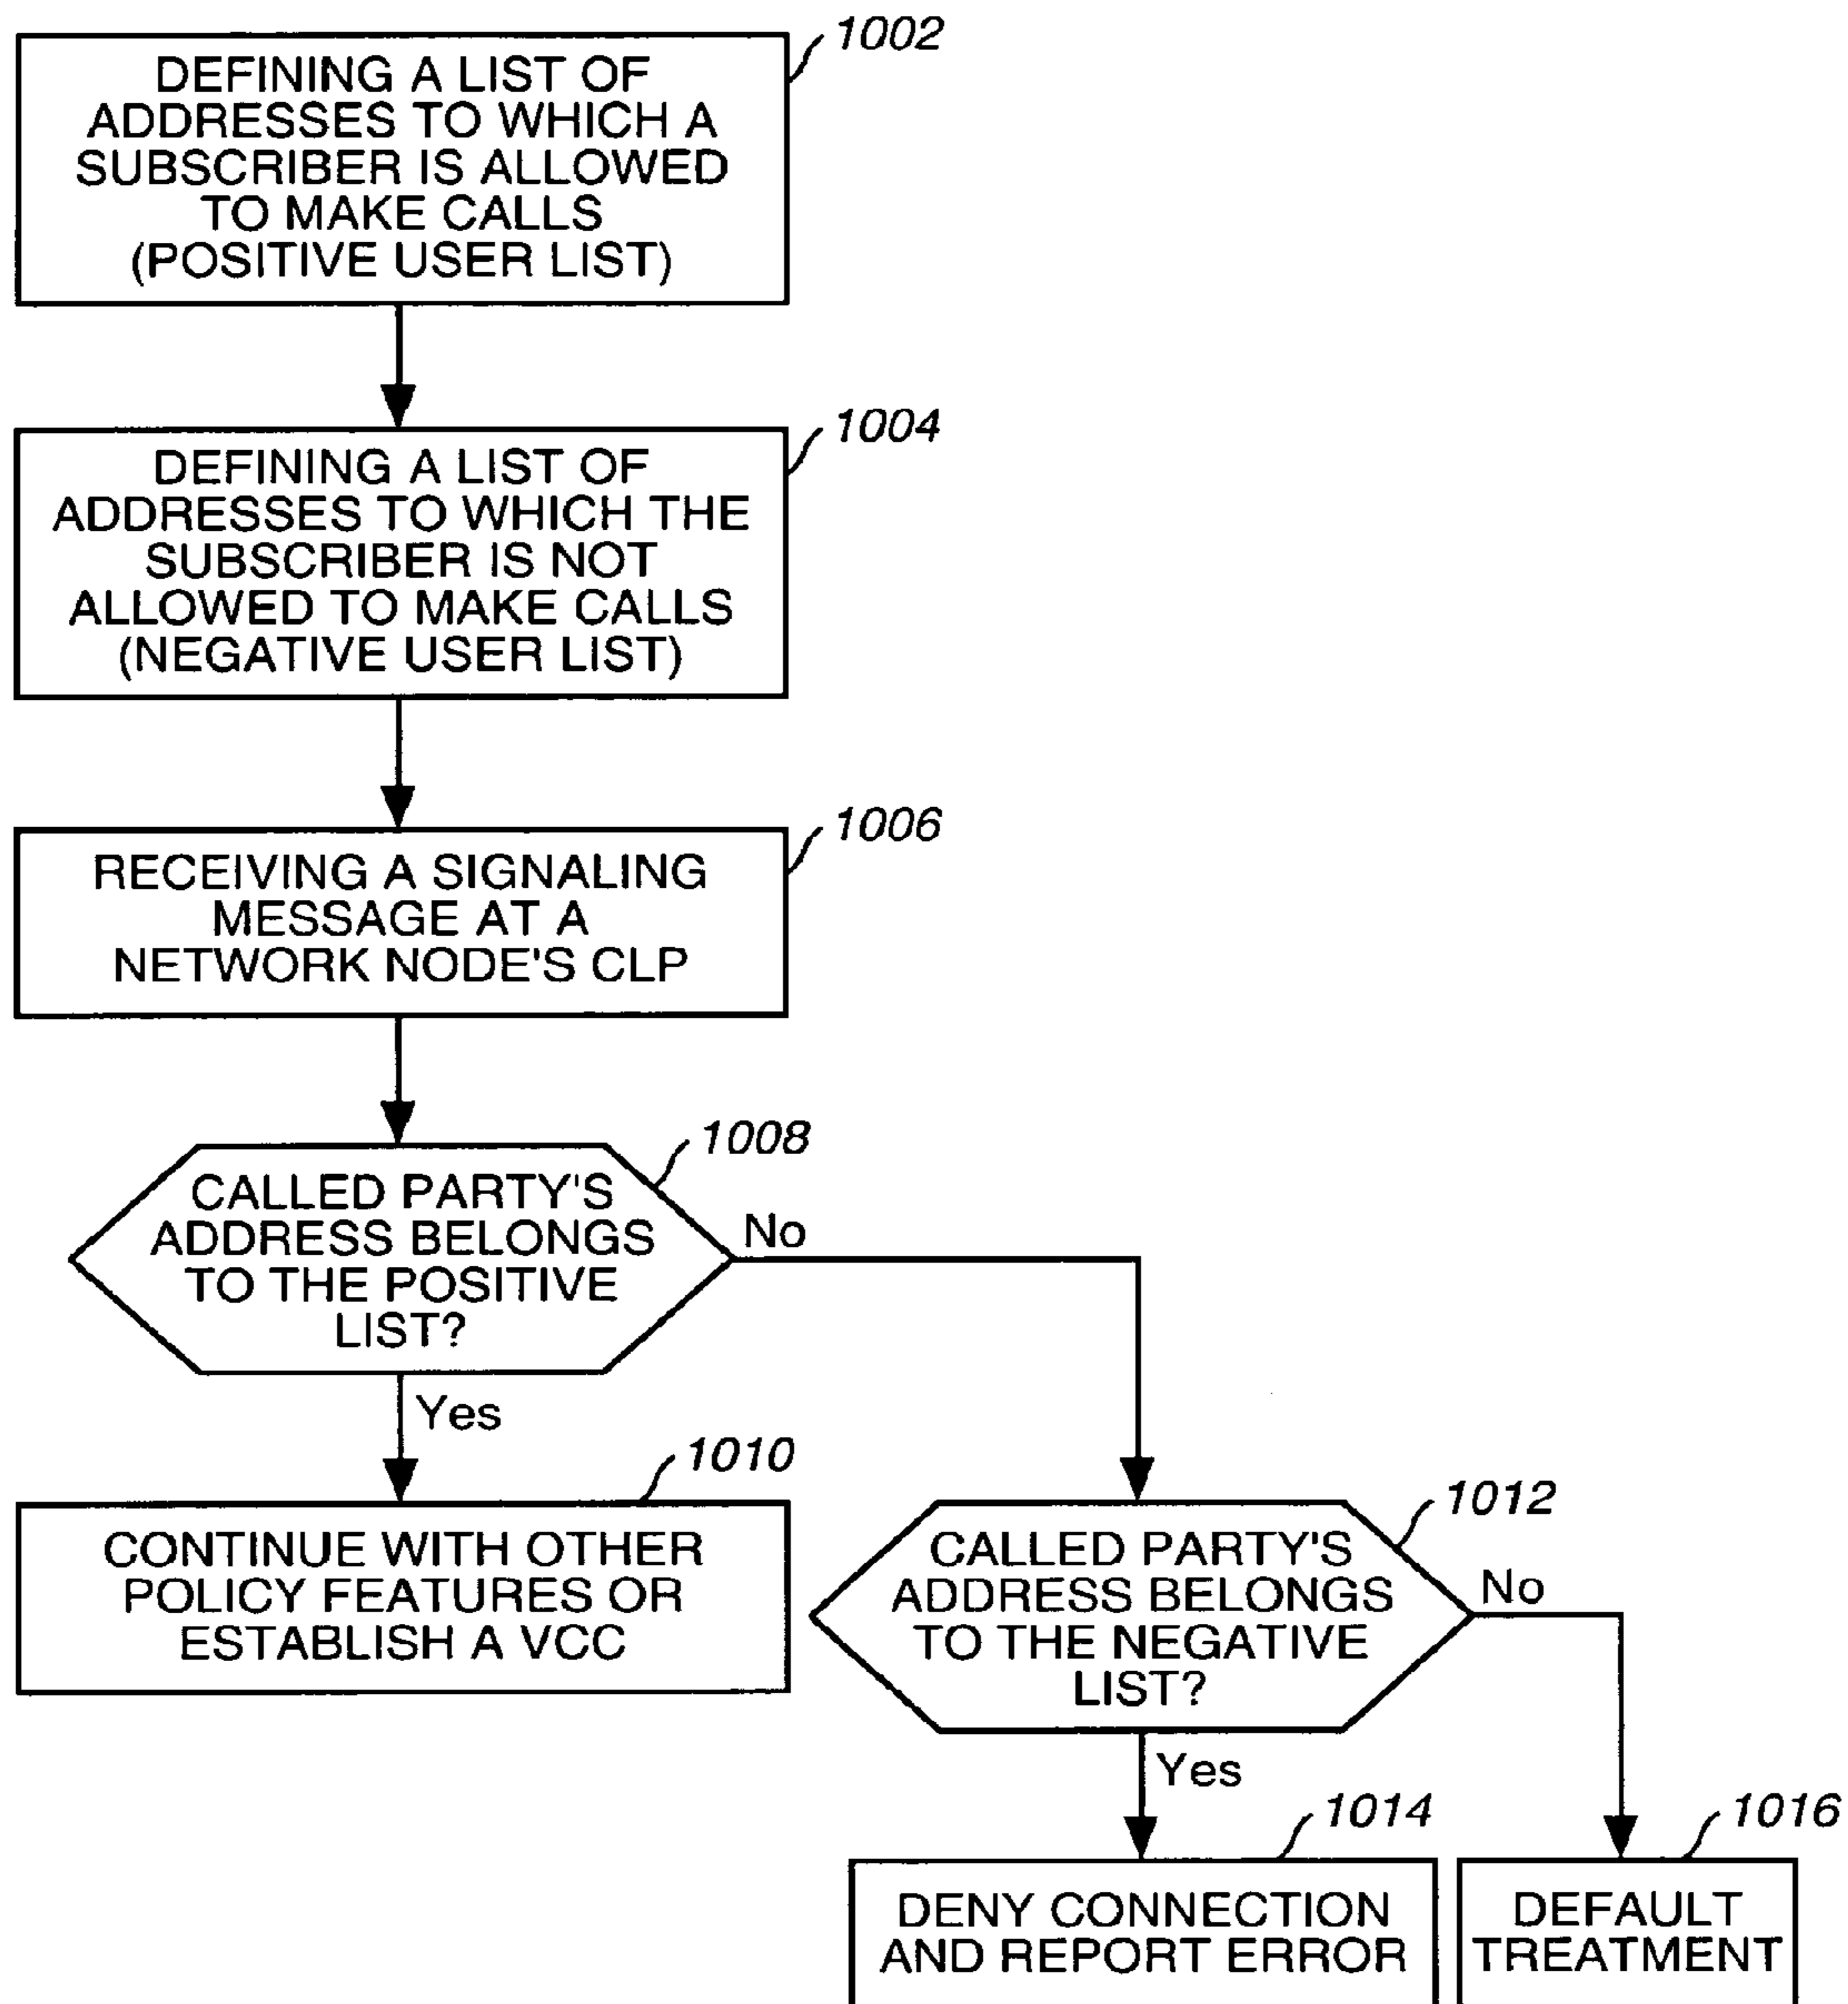 1002
DEFINING A LIST OF
ADDRESSES TO WHICH A
SUBSCRIBER IS ALLOWED
TO MAKE CALLS
(POSITIVE USER LIST)
1004
DEFINING A LIST OF
ADDRESSES TO WHICH THE
SUBSCRIBER IS NOT
ALLOWED TO MAKE CALLS
(NEGATIVE USER LIST)
1006
RECEIVING A SIGNALING
MESSAGE AT A
NETWORK NODE'S CLP
1008
CALLED PARTY'S
ADDRESS BELONGS
TO THE POSITIVE
LIST?
No
Yes
1010
CONTINUE WITH OTHER
POLICY FEATURES OR
ESTABLISH A VCC
1012
CALLED PARTY'S
ADDRESS BELONGS
TO THE NEGATIVE
LIST?
No
Yes
1014
DENY CONNECTION
AND REPORT ERROR
1016
DEFAULT
TREATMENT